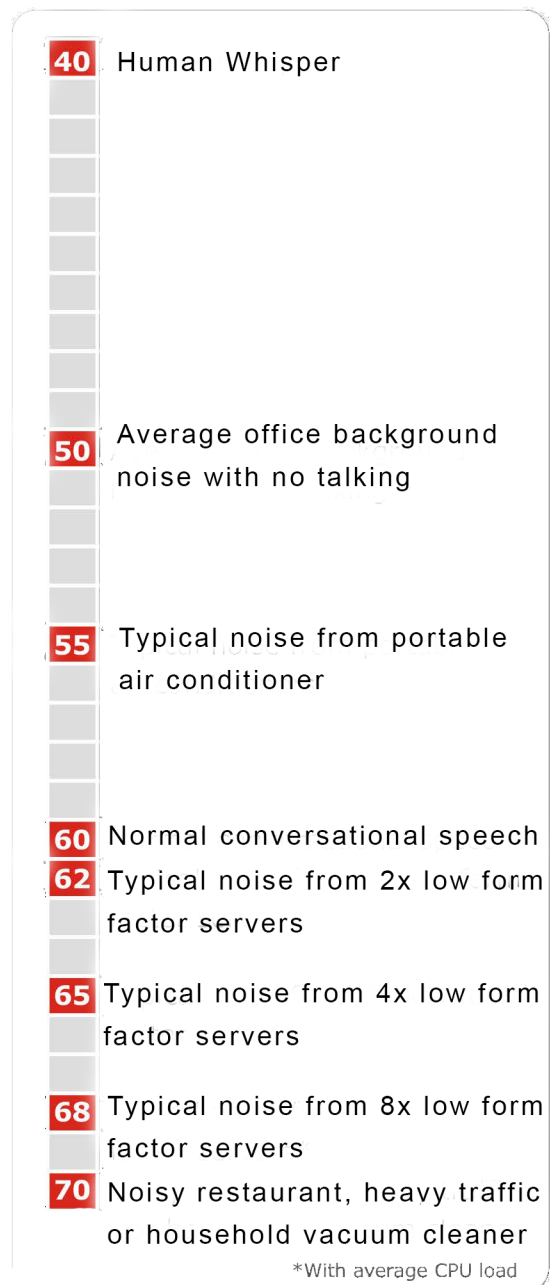 40 Human Whisper
50 Average office background
noise with no talking
55 Typical noise from portable
air conditioner
60 Normal conversational speech
62 Typical noise from 2x low form
factor servers
65 Typical noise from 4x low form
factor servers
68 Typical noise from 8x low form
factor servers
70 Noisy restaurant, heavy traffic
or household vacuum cleaner
*With average CPU load